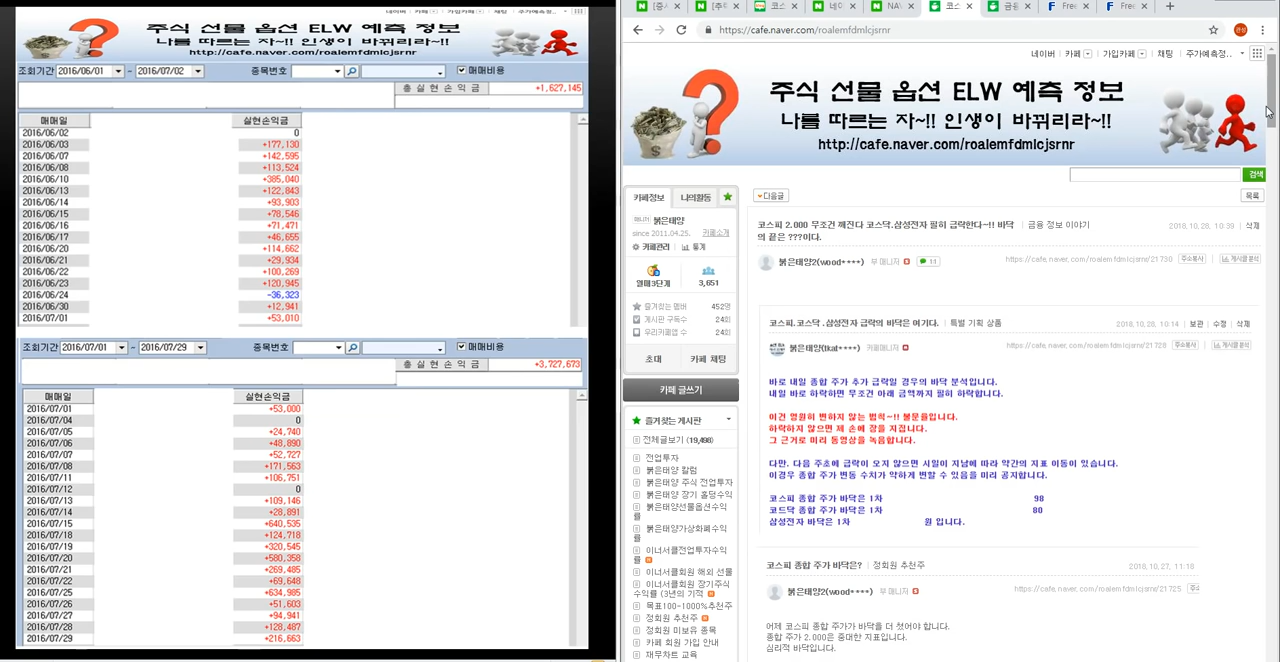 주식 선물 옵션 ELW 예측 정보
나를 따르는 자~!! 인생이 바뀌리라~!!
http://cafe.naver.com/roalemfdmlcjsrnr
조회기간 2016/06/01 ~ 2016/07/02 종목번호 매매비용
총 실 현 손 익 금 +1,627,145
매매일 실현손익금
2016/06/02 0
2016/06/03 +177,130
2016/06/07 +142,595
2016/06/08 +113,524
2016/06/10 +385,040
2016/06/13 +122,843
2016/06/14 +93,903
2016/06/15 +78,546
2016/06/16 +71,471
2016/06/17 +46,655
2016/06/20 +114,662
2016/06/21 +29,934
2016/06/22 +100,269
2016/06/23 +120,945
2016/06/24 -36,323
2016/06/30 +12,941
2016/07/01 +53,010
조회기간 2016/07/01 ~ 2016/07/29 종목번호 매매비용
총 실 현 손 익 금 +3,727,673
매매일 실현손익금
2016/07/01 +53,000
2016/07/04 0
2016/07/05 +24,740
2016/07/06 +48,890
2016/07/07 +52,727
2016/07/08 +171,563
2016/07/11 +106,751
2016/07/12 0
2016/07/13 +109,146
2016/07/14 +28,891
2016/07/15 +640,535
2016/07/18 +124,718
2016/07/19 +320,545
2016/07/20 +580,358
2016/07/21 +269,485
2016/07/22 +69,648
2016/07/25 +634,985
2016/07/26 +51,603
2016/07/27 +94,941
2016/07/28 +128,487
2016/07/29 +216,663
https://cafe.naver.com/roalemfdmlcjsrnr
네이버 카페 가입카페 채팅 주가예측정..
주식 선물 옵션 ELW 예측 정보
나를 따르는 자~!! 인생이 바뀌리라~!!
http://cafe.naver.com/roalemfdmlcjsrnr
검색
카페정보 나의활동
매니저 붉은태양
since 2011.04.25. 카페소개
카페관리 통계
열매3단계 3,651
즐겨찾는 멤버 452명
게시판 구독수 24회
우리카페앱 수 24회
초대 카페 채팅
카페 글쓰기
즐겨찾는 게시판
전체글보기 (19,498)
전업투자
붉은태양 칼럼
붉은태양 주식 전업투자
붉은태양 장기 홀딩수익
붉은태양선물옵션수익
률
붉은태양가상화폐수익
률
이너서클전업투자수익
률
이너서클회원 해외 선물
이너서클회원 장기주식
수익률 (3년의 기적
목표100-1000%추천주
정회원 추천주
정회원 미보유 종목
카페 회원 가입 안내
재무차트 교육
다음글 목록
코스피 2.000 무조건 깨진다 코스닥.삼성전자 필히 급락한다~!! 바닥 금융 정보 이야기 2018, 10, 28, 10:39 삭제
의 끝은 ???이다.
붉은태양2(wood****) 부매니저 11 https://cafe.naver.com/roalemfdmlcjsrnr/21730 주소복사 게시글 분석
코스피.코스닥 .삼성전자 급락의 바닥은 여기다. 특별 기획 상품 2018,10,28, 10:14 보관 수정 삭제
붉은태양(tkat****) 카페매니저 https://cafe.naver.com/roalemfdmlcjsrnr/21728 주소복사 게시글 분석
바로 내일 종합 주가 추가 급락일 경우의 바닥 분석입니다.
내일 바로 하락하면 무조건 아래 금액까지 필히 하락합니다.
이건 영원히 변하지 않는 법칙~!! 불문률입니다.
하락하지 않으면 제 손에 장을 지집니다.
그 근거로 미리 동영상을 녹음합니다.
다만. 다음 주초에 급락이 오지 않으면 시일이 지남에 따라 약간의 지표 이동이 있습니다.
이경우 종합 주가 변동 수치가 약하게 변할 수 있음을 미리 공지합니다.
코스피 종합 주가 바닥은 1차 98
코드닥 종합 주가 바닥은 1차 80
삼성전자 바닥은 1차 원 입니다.
코스피 종합 주가 바닥은? 정회원 추천주 2018, 10,27, 11:18
붉은태양2(wood****) 부매니저 https://cafe.naver.com/roalemfdmlcjsrnr/21725
어제 코스피 종합 주가가 바닥을 더 젔어야 합니다.
종합 주가 2.000은 중대한 지표입니다.
심리적 바닥입니다.